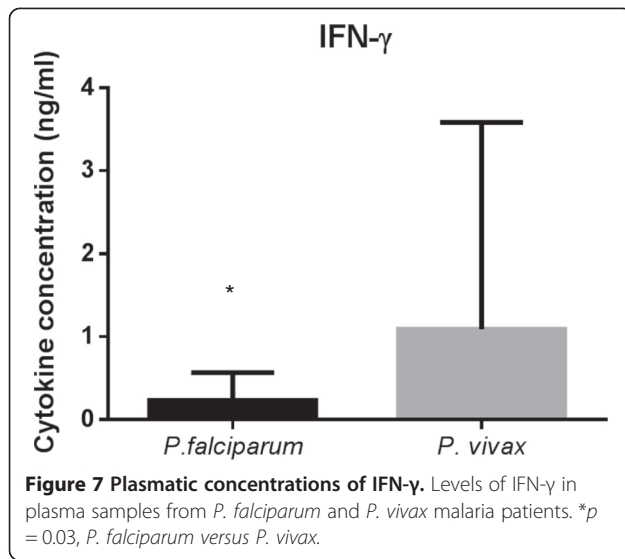 IFN-γ
Cytokine concentration (ng/ml)
4
3
2
1
0
*
P.falciparum
P. vivax
Figure 7 Plasmatic concentrations of IFN-γ. Levels of IFN-γ in
plasma samples from P. falciparum and P. vivax malaria patients. *p
= 0.03, P. falciparum versus P. vivax.